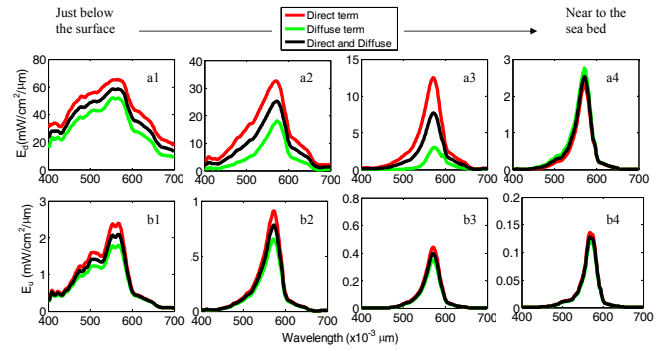 Just below
the surface
Direct term
Diffuse term
Direct and Diffuse
Near to the
sea bed
E_d(mW/cm²/µm)
80
60
40
20
0
a1
400 500 600 700
40
30
20
10
0
a2
400 500 600 700
15
10
5
0
a3
400 500 600 700
3
2
1
0
a4
400 500 600 700
E_u (mW/cm²/µm)
3
2
1
0
b1
400 500 600 700
1
0.5
0
b2
400 500 600 700
0.8
0.6
0.4
0.2
0
b3
400 500 600 700
0.2
0.15
0.1
0.05
0
b4
400 500 600 700
Wavelength (x10⁻³ µm)